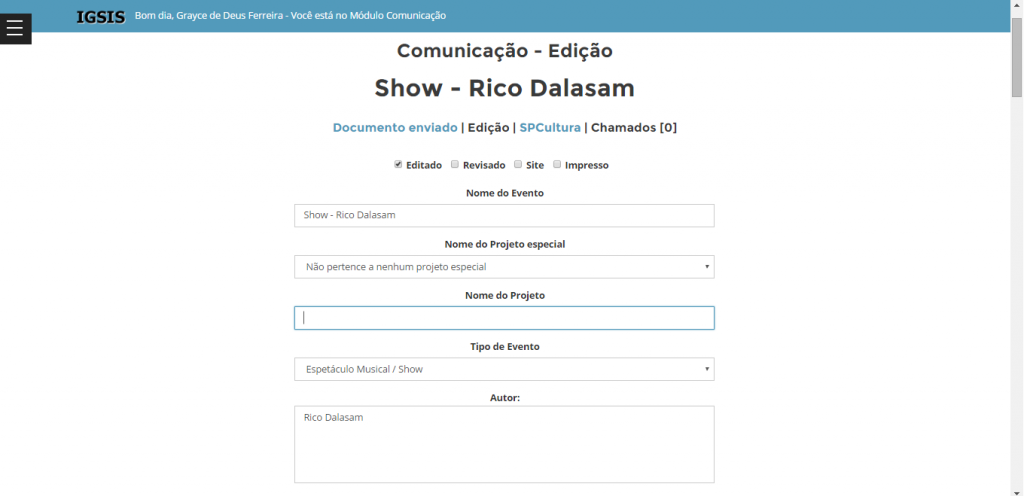 IGSIS Bom dia, Grayce de Deus Ferreira - Você está no Módulo Comunicação
Comunicação - Edição
Show - Rico Dalasam
Documento enviado | Edição | SPCultura | Chamados [0]
Editado Revisado Site Impresso
Nome do Evento
Show - Rico Dalasam
Nome do Projeto especial
Não pertence a nenhum projeto especial
Nome do Projeto
Tipo de Evento
Espetáculo Musical / Show
Autor:
Rico Dalasam